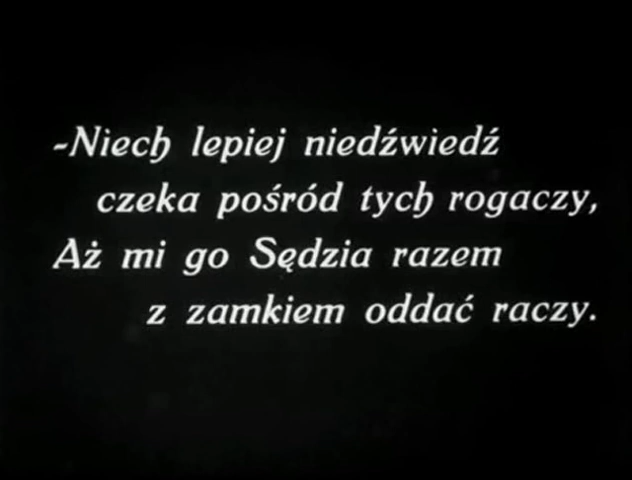 -Niech lepiej niedźwiedź
czeka pośród tych rogaczy,
Aż mi go Sędzia razem
z zamkiem oddać raczy.